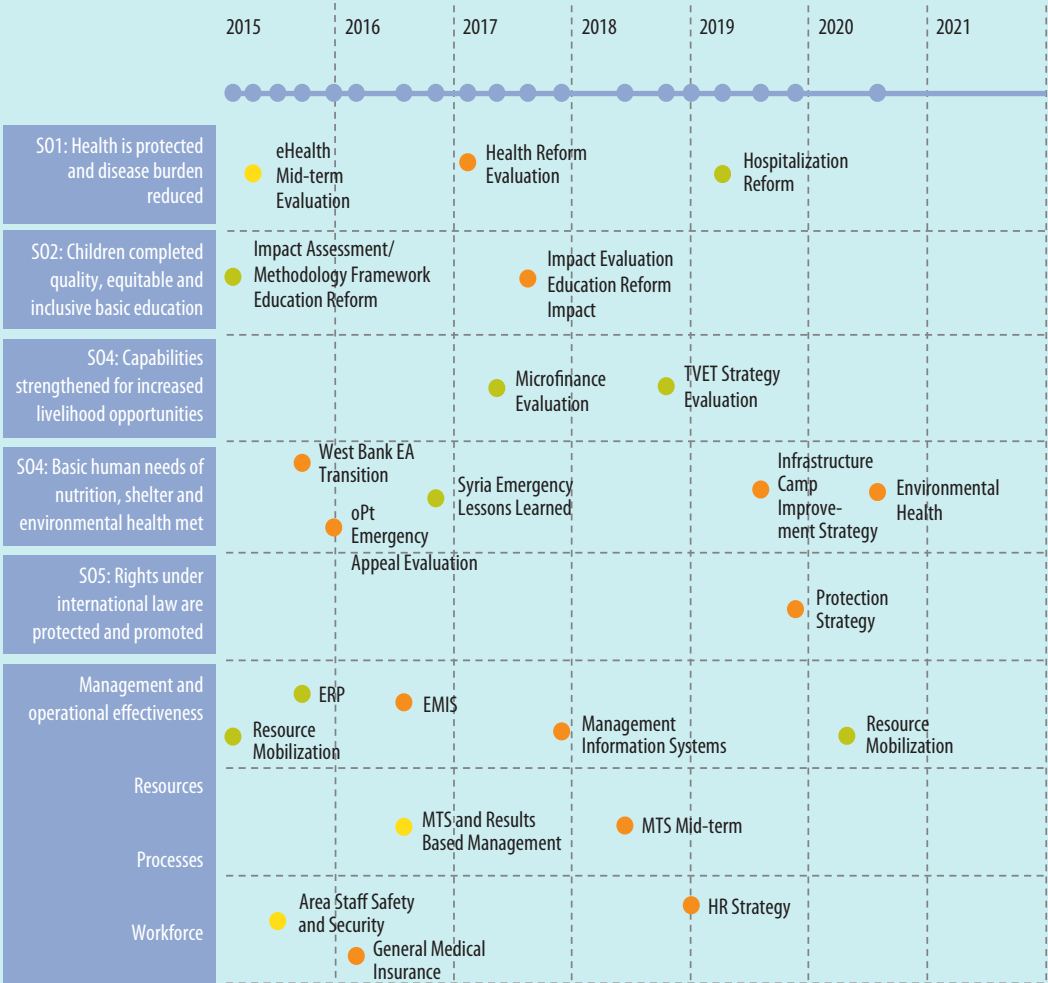 2015
2016
2017
2018
2019
2020
2021
SO1: Health is protected
and disease burden
reduced
eHealth
Mid-term
Evaluation
Health Reform
Evaluation
Hospitalization
Reform
SO2: Children completed
quality, equitable and
inclusive basic education
Impact Assessment/
Methodology Framework
Education Reform
Impact Evaluation
Education Reform
Impact
SO4: Capabilities
strengthened for increased
livelihood opportunities
Microfinance
Evaluation
TVET Strategy
Evaluation
SO4: Basic human needs of
nutrition, shelter and
environmental health met
West Bank EA
Transition
oPt
Emergency
Appeal Evaluation
Syria Emergency
Lessons Learned
Infrastructure
Camp
Improve-
ment Strategy
Environmental
Health
SO5: Rights under
international law are
protected and promoted
Protection
Strategy
Management and
operational effectiveness
ERP
EMIS
Resource
Mobilization
Management
Information Systems
Resource
Mobilization
Resources
MTS and Results
Based Management
MTS Mid-term
Processes
Workforce
Area Staff Safety
and Security
General Medical
Insurance
HR Strategy